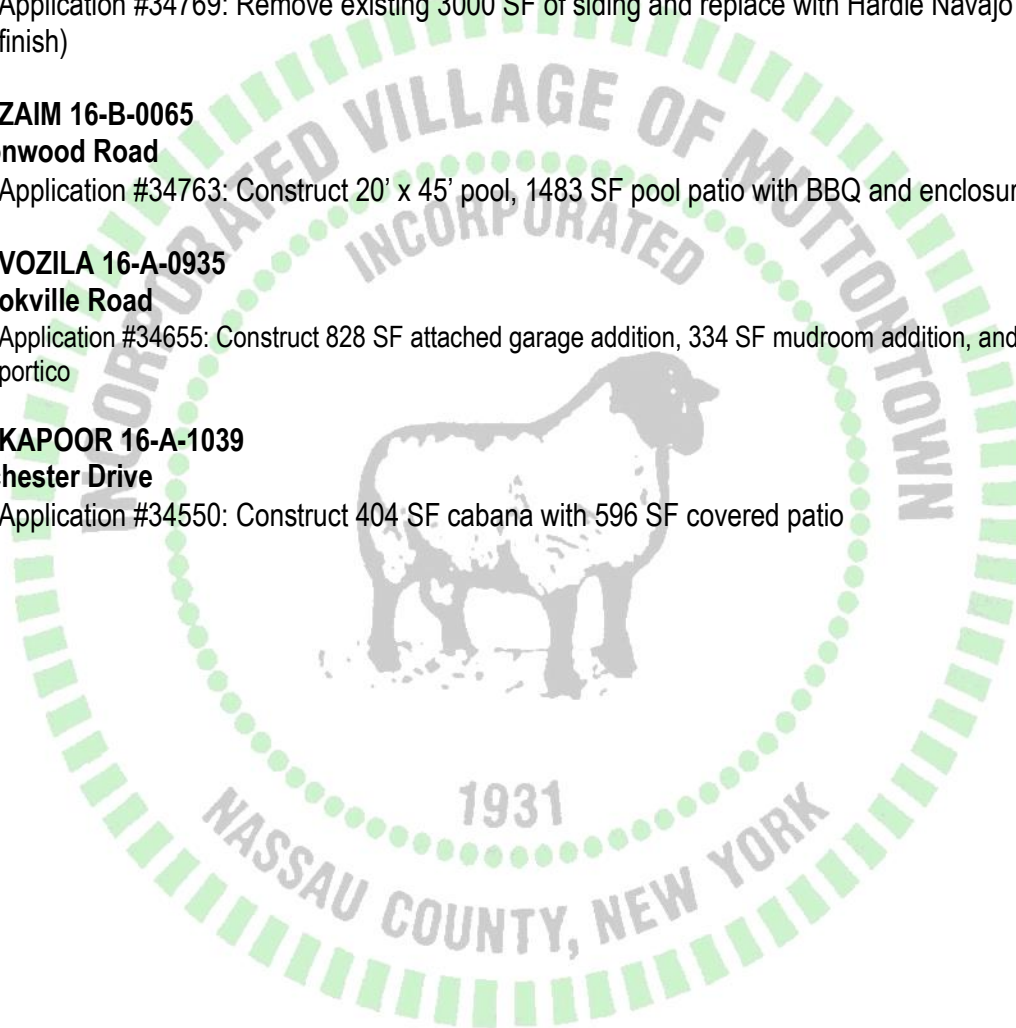 Application #34769: Remove existing 3000 SF of siding and replace with Hardie Navajo
finish)
ZAIM 16-B-0065
onwood Road
Application #34763: Construct 20’ x 45’ pool, 1483 SF pool patio with BBQ and enclosur
VOZILA 16-A-0935
okville Road
Application #34655: Construct 828 SF attached garage addition, 334 SF mudroom addition, and
portico
KAPOOR 16-A-1039
hester Drive
Application #34550: Construct 404 SF cabana with 596 SF covered patio
INCORPORATED VILLAGE OF MUTTONTOWN
INCORPORATED
1931
NASSAU COUNTY, NEW YORK